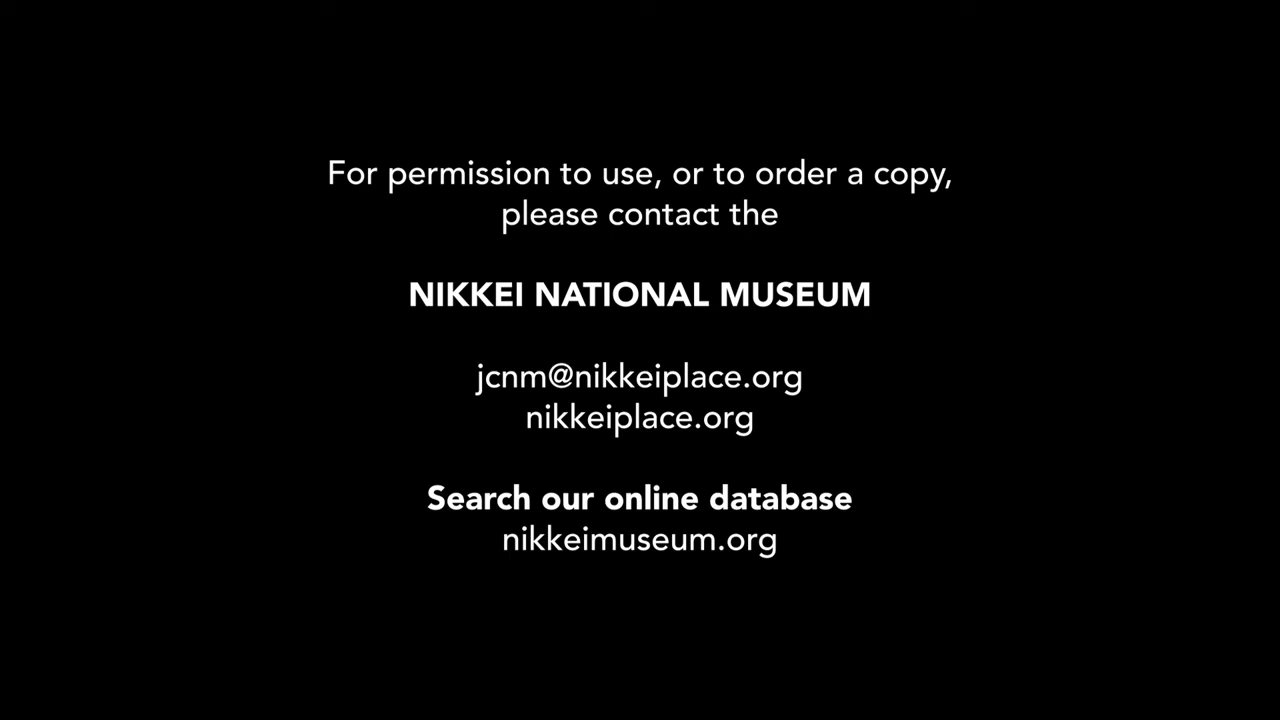 For permission to use, or to order a copy,
please contact the
NIKKEI NATIONAL MUSEUM
jcnm@nikkeiplace.org
nikkeiplace.org
Search our online database
nikkeimuseum.org